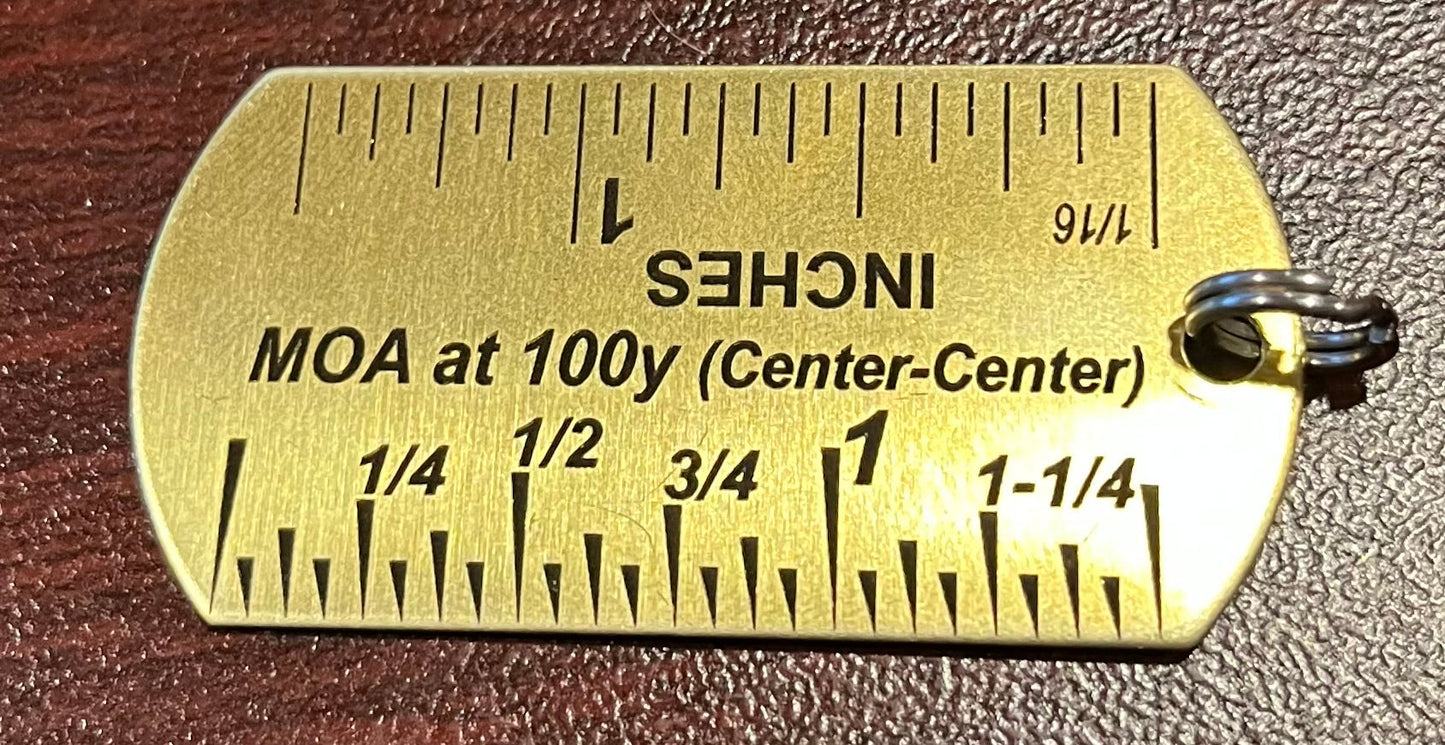 1/16
1
INCHES
MOA at 100y (Center-Center)
1/4 1/2 3/4 1 1-1/4